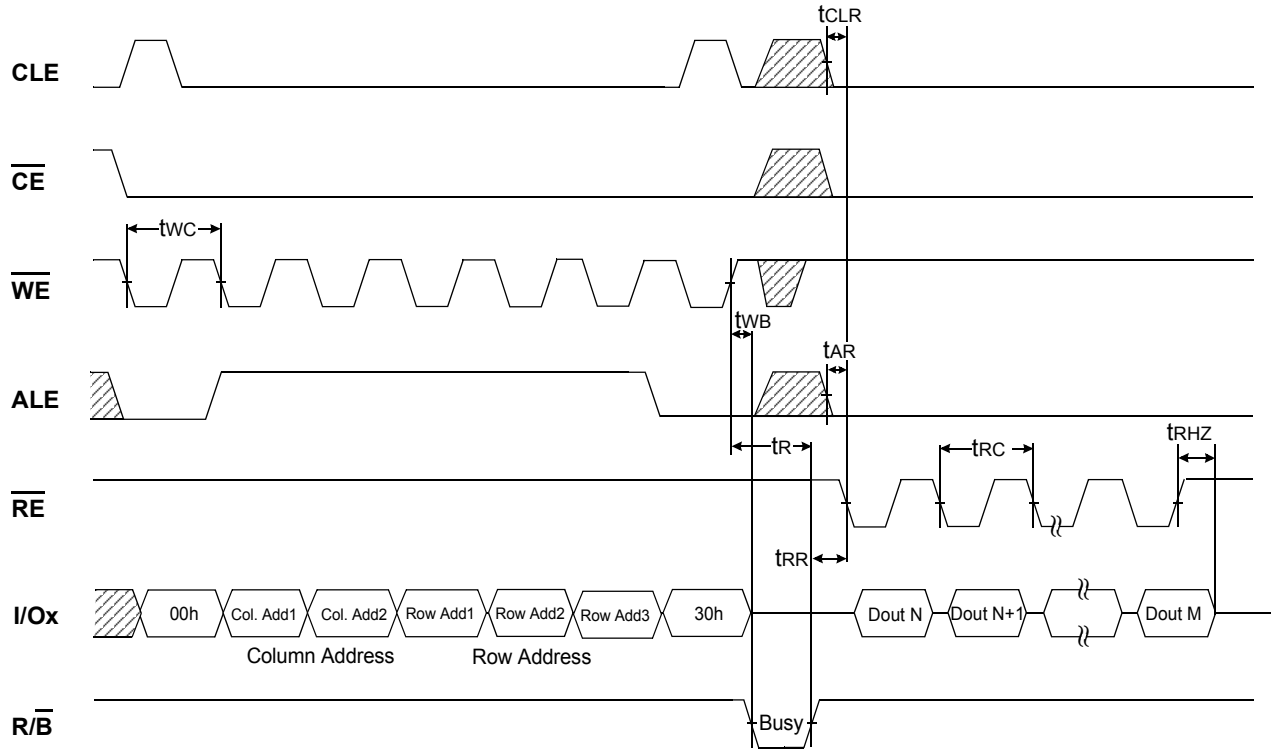 tCLR
CLE
CE
tWC
WE
tWB
tAR
ALE
tR
tRC
tRHZ
RE
tRR
I/Ox
00h
Col. Add1
Col. Add2
Row Add1
Row Add2
Row Add3
30h
Dout N
Dout N+1
Dout M
Column Address
Row Address
R/B
Busy